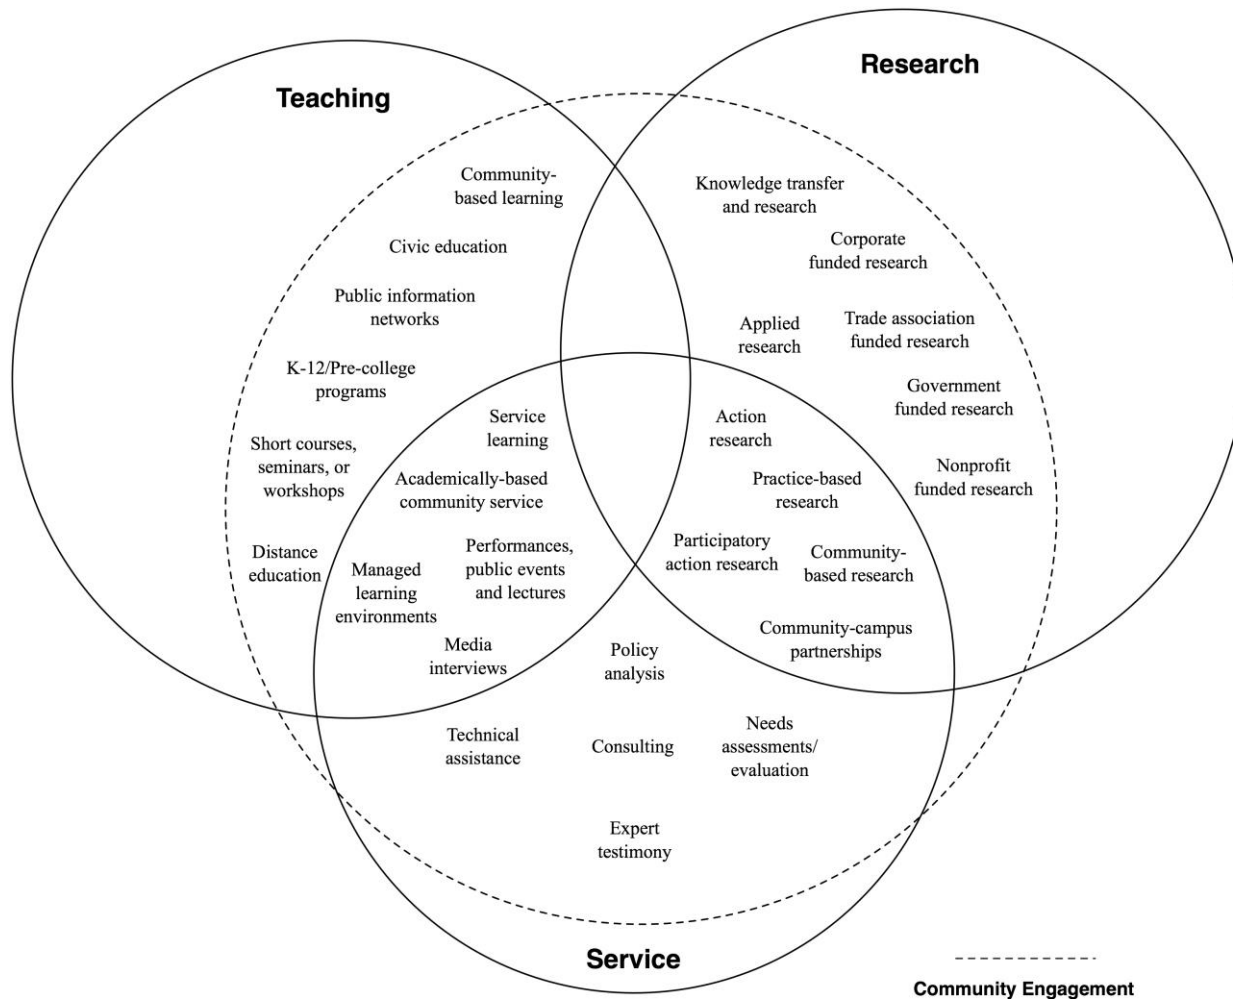 Teaching
Research
Community-
based learning
Civic education
Public information
networks
K-12/Pre-college
programs
Short courses,
seminars, or
workshops
Distance
education
Knowledge transfer
and research
Corporate
funded research
Applied
research
Trade association
funded research
Government
funded research
Nonprofit
funded research
Service
learning
Academically-based
community service
Performances,
public events
and lectures
Managed
learning
environments
Media
interviews
Action
research
Practice-based
research
Participatory
action research
Community-
based research
Community-campus
partnerships
Policy
analysis
Technical
assistance
Consulting
Needs
assessments/
evaluation
Expert
testimony
Service
Community Engagement